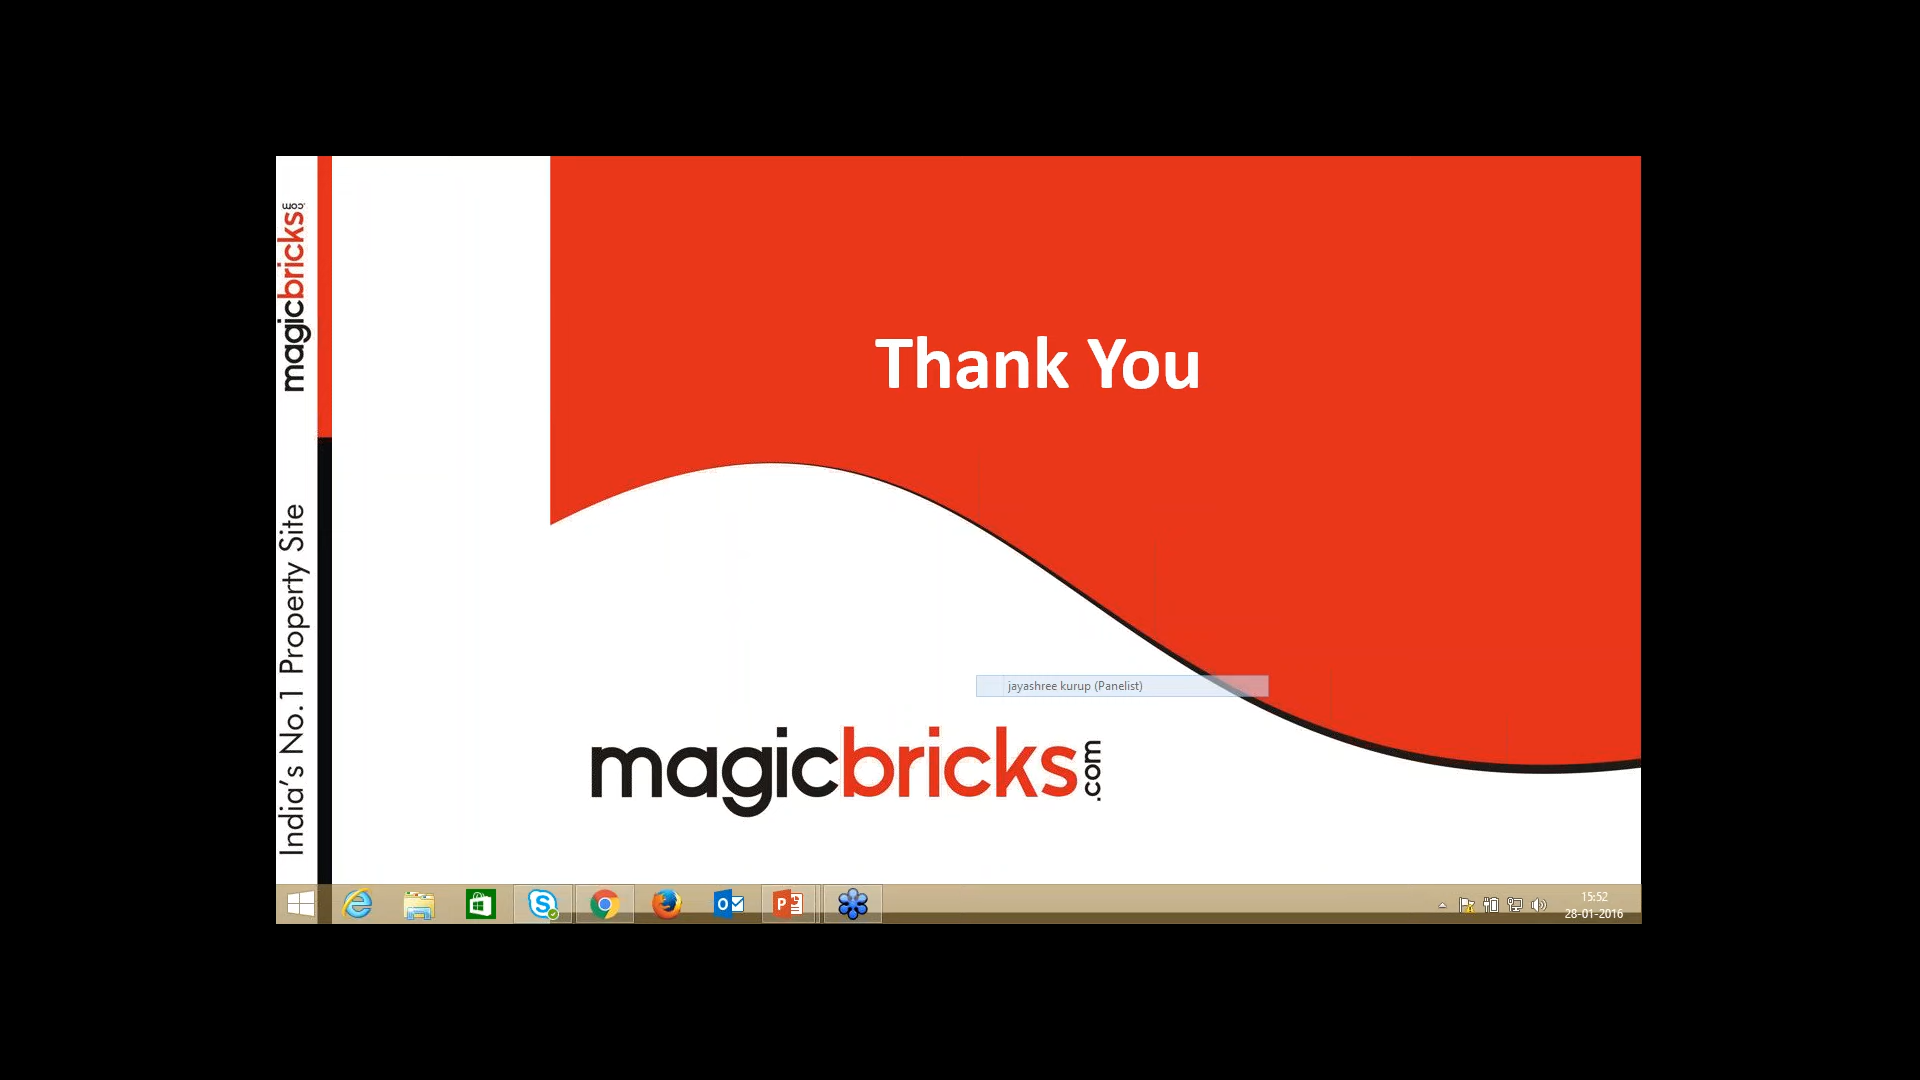 magicbricks.com
India's No.1 Property Site
Thank You
jayashree kurup (Panelist)
magicbricks.com
15:52
28-01-2016